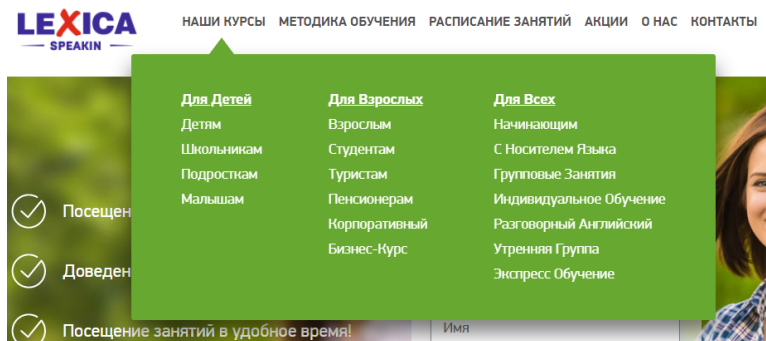 LEXICA
SPEAKIN
НАШИ КУРСЫ МЕТОДИКА ОБУЧЕНИЯ РАСПИСАНИЕ ЗАНЯТИЙ АКЦИИ О НАС КОНТАКТЫ
Для Детей
Детям
Школьникам
Подросткам
Малышам
Для Взрослых
Взрослым
Студентам
Туристам
Пенсионерам
Корпоративный
Бизнес-Курс
Для Всех
Начинающим
С Носителем Языка
Групповые Занятия
Индивидуальное Обучение
Разговорный Английский
Утренняя Группа
Экспресс Обучение
Посещен
Доведен
Посещение занятий в удобное время!
Имя